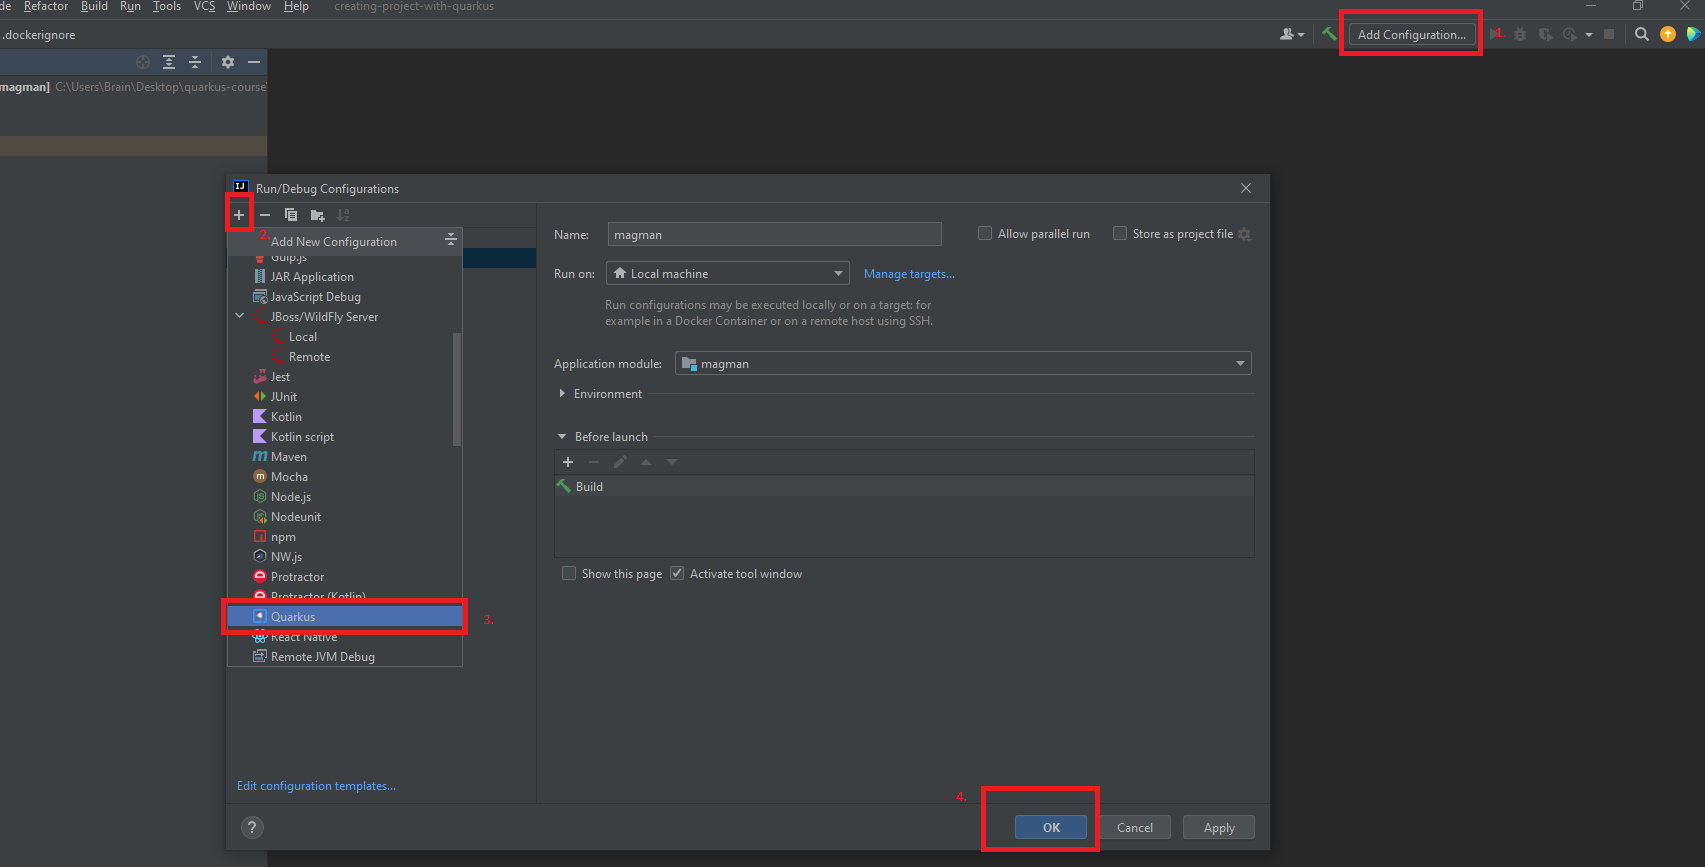 de Refactor Build Run Tools VCS Window Help creating-project-with-quarkus
.dockerignore
Add Configuration... 1.
magman] C:\Users\Brain\Desktop\quarkus-course\
IJ Run/Debug Configurations
2. Add New Configuration
Gulp.js
JAR Application
JavaScript Debug
JBoss/WildFly Server
Local
Remote
Jest
JUnit
Kotlin
Kotlin script
Maven
Mocha
Node.js
Nodeunit
npm
NW.js
Protractor
Protractor (Kotlin)
Quarkus
3.
React Native
Remote JVM Debug
Edit configuration templates...
Name: magman Allow parallel run Store as project file
Run on: Local machine Manage targets...
Run configurations may be executed locally or on a target: for
example in a Docker Container or on a remote host using SSH.
Application module: magman
Environment
Before launch
Build
Show this page Activate tool window
4.
? OK Cancel Apply